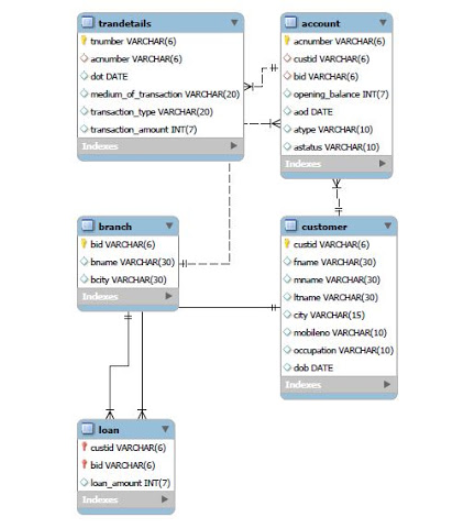 trandetails
tnumber VARCHAR(6)
acnumber VARCHAR(6)
dot DATE
medium_of_transaction VARCHAR(20)
transaction_type VARCHAR(20)
transaction_amount INT(7)
Indexes
account
acnumber VARCHAR(6)
custid VARCHAR(6)
bid VARCHAR(6)
opening_balance INT(7)
aod DATE
atype VARCHAR(10)
astatus VARCHAR(10)
Indexes
branch
bid VARCHAR(6)
bname VARCHAR(30)
bcity VARCHAR(30)
Indexes
customer
custid VARCHAR(6)
fname VARCHAR(30)
mname VARCHAR(30)
ltname VARCHAR(30)
city VARCHAR(15)
mobileno VARCHAR(10)
occupation VARCHAR(10)
dob DATE
Indexes
loan
custid VARCHAR(6)
bid VARCHAR(6)
loan_amount INT(7)
Indexes